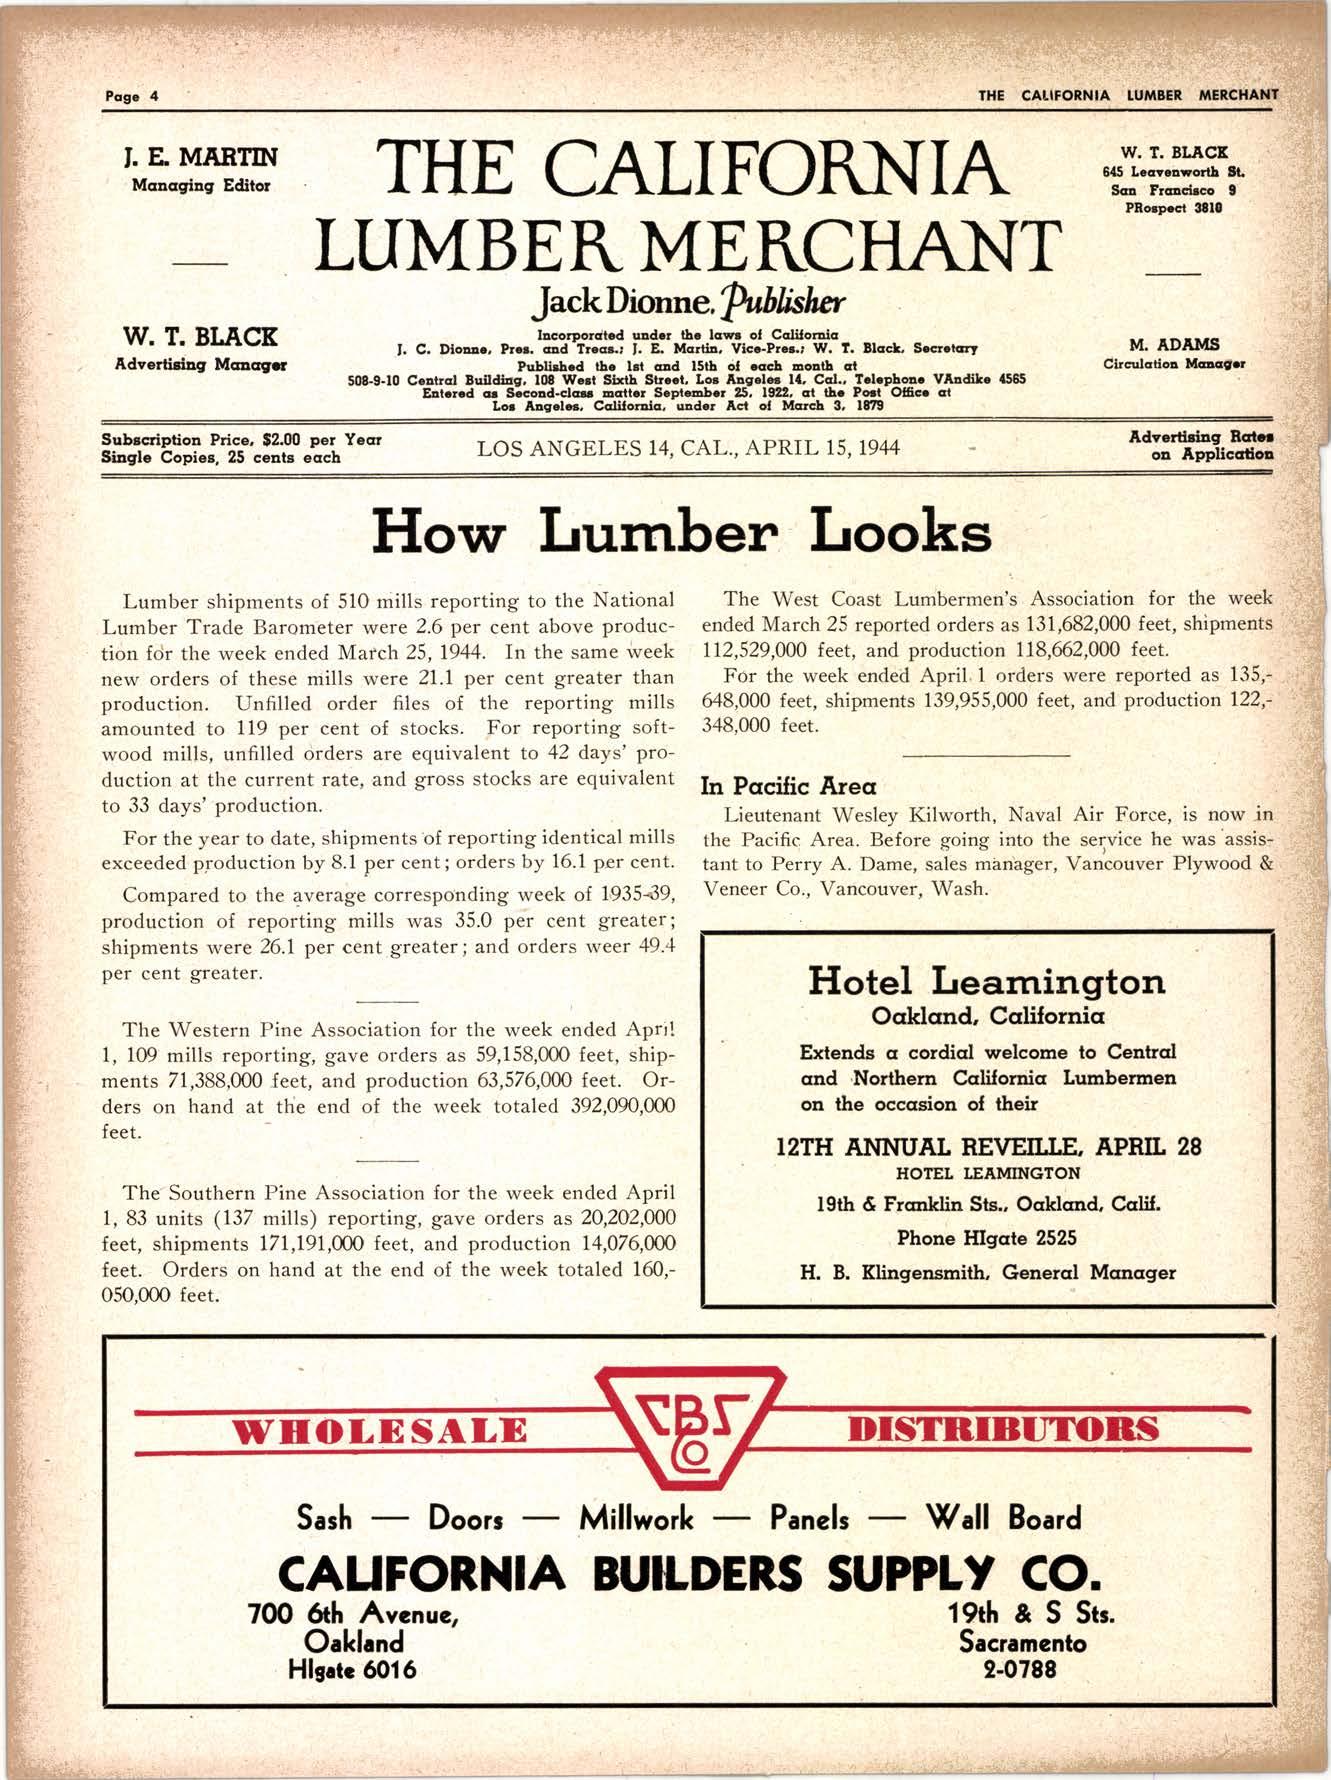 Page 4
THE CALIFORNIA LUMBER MERCHANT
J. E. MARTIN
Managing Editor
W. T. BLACK
Advertising Manager
THE CALIFORNIA
LUMBER MERCHANT
Jack Dionne, Publisher
Incorporated under the laws of California
J. C. Dionne, Pres. and Treas.; J. E. Martin, Vice-Pres.; W. T. Black, Secretary
Published the 1st and 15th of each month at
508-9-10 Central Building, 108 West Sixth Street, Los Angeles 14, Cal., Telephone VAndike 4565
Entered as Second-class matter September 25, 1922, at the Post Office at
Los Angeles, California, under Act of March 3, 1879
W. T. BLACK
645 Leavenworth St.
San Francisco 9
PRospect 3810
M. ADAMS
Circulation Manager
Subscription Price, $2.00 per Year
Single Copies, 25 cents each
LOS ANGELES 14, CAL., APRIL 15, 1944
Advertising Rates
on Application
How Lumber Looks
Lumber shipments of 510 mills reporting to the National
Lumber Trade Barometer were 2.6 per cent above produc-
tion for the week ended March 25, 1944. In the same week
new orders of these mills were 21.1 per cent greater than
production. Unfilled order files of the reporting mills
amounted to 119 per cent of stocks. For reporting soft-
wood mills, unfilled orders are equivalent to 42 days' pro-
duction at the current rate, and gross stocks are equivalent
to 33 days' production.
For the year to date, shipments of reporting identical mills
exceeded production by 8.1 per cent; orders by 16.1 per cent.
Compared to the average corresponding week of 1935-39,
production of reporting mills was 35.0 per cent greater;
shipments were 26.1 per cent greater; and orders weer 49.4
per cent greater.
The Western Pine Association for the week ended April
1, 109 mills reporting, gave orders as 59,158,000 feet, ship-
ments 71,388,000 feet, and production 63,576,000 feet. Or-
ders on hand at the end of the week totaled 392,090,000
feet.
The Southern Pine Association for the week ended April
1, 83 units (137 mills) reporting, gave orders as 20,202,000
feet, shipments 171,191,000 feet, and production 14,076,000
feet. Orders on hand at the end of the week totaled 160,-
050,000 feet.
The West Coast Lumbermen's Association for the week
ended March 25 reported orders as 131,682,000 feet, shipments
112,529,000 feet, and production 118,662,000 feet.
For the week ended April 1 orders were reported as 135,-
648,000 feet, shipments 139,955,000 feet, and production 122,-
348,000 feet.
In Pacific Area
Lieutenant Wesley Kilworth, Naval Air Force, is now in
the Pacific Area. Before going into the service he was assis-
tant to Perry A. Dame, sales manager, Vancouver Plywood &
Veneer Co., Vancouver, Wash.
Hotel Leamington
Oakland, California
Extends a cordial welcome to Central
and Northern California Lumbermen
on the occasion of their
12TH ANNUAL REVEILLE, APRIL 28
HOTEL LEAMINGTON
19th & Franklin Sts., Oakland, Calif.
Phone HIgate 2525
H. B. Klingensmith, General Manager
WHOLESALE
CBS
Co
DISTRIBUTORS
Sash — Doors — Millwork — Panels — Wall Board
CALIFORNIA BUILDERS SUPPLY CO.
700 6th Avenue,
Oakland
HIgate 6016
19th & S Sts.
Sacramento
2-0788